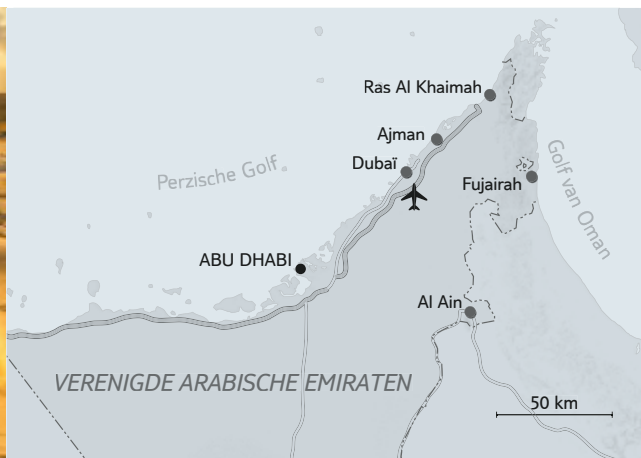 Ras Al Khaimah
Ajman
Dubaï
Perzische Golf
Fujairah
Golf van Oman
ABU DHABI
Al Ain
VERENIGDE ARABISCHE EMIRATEN
50 km